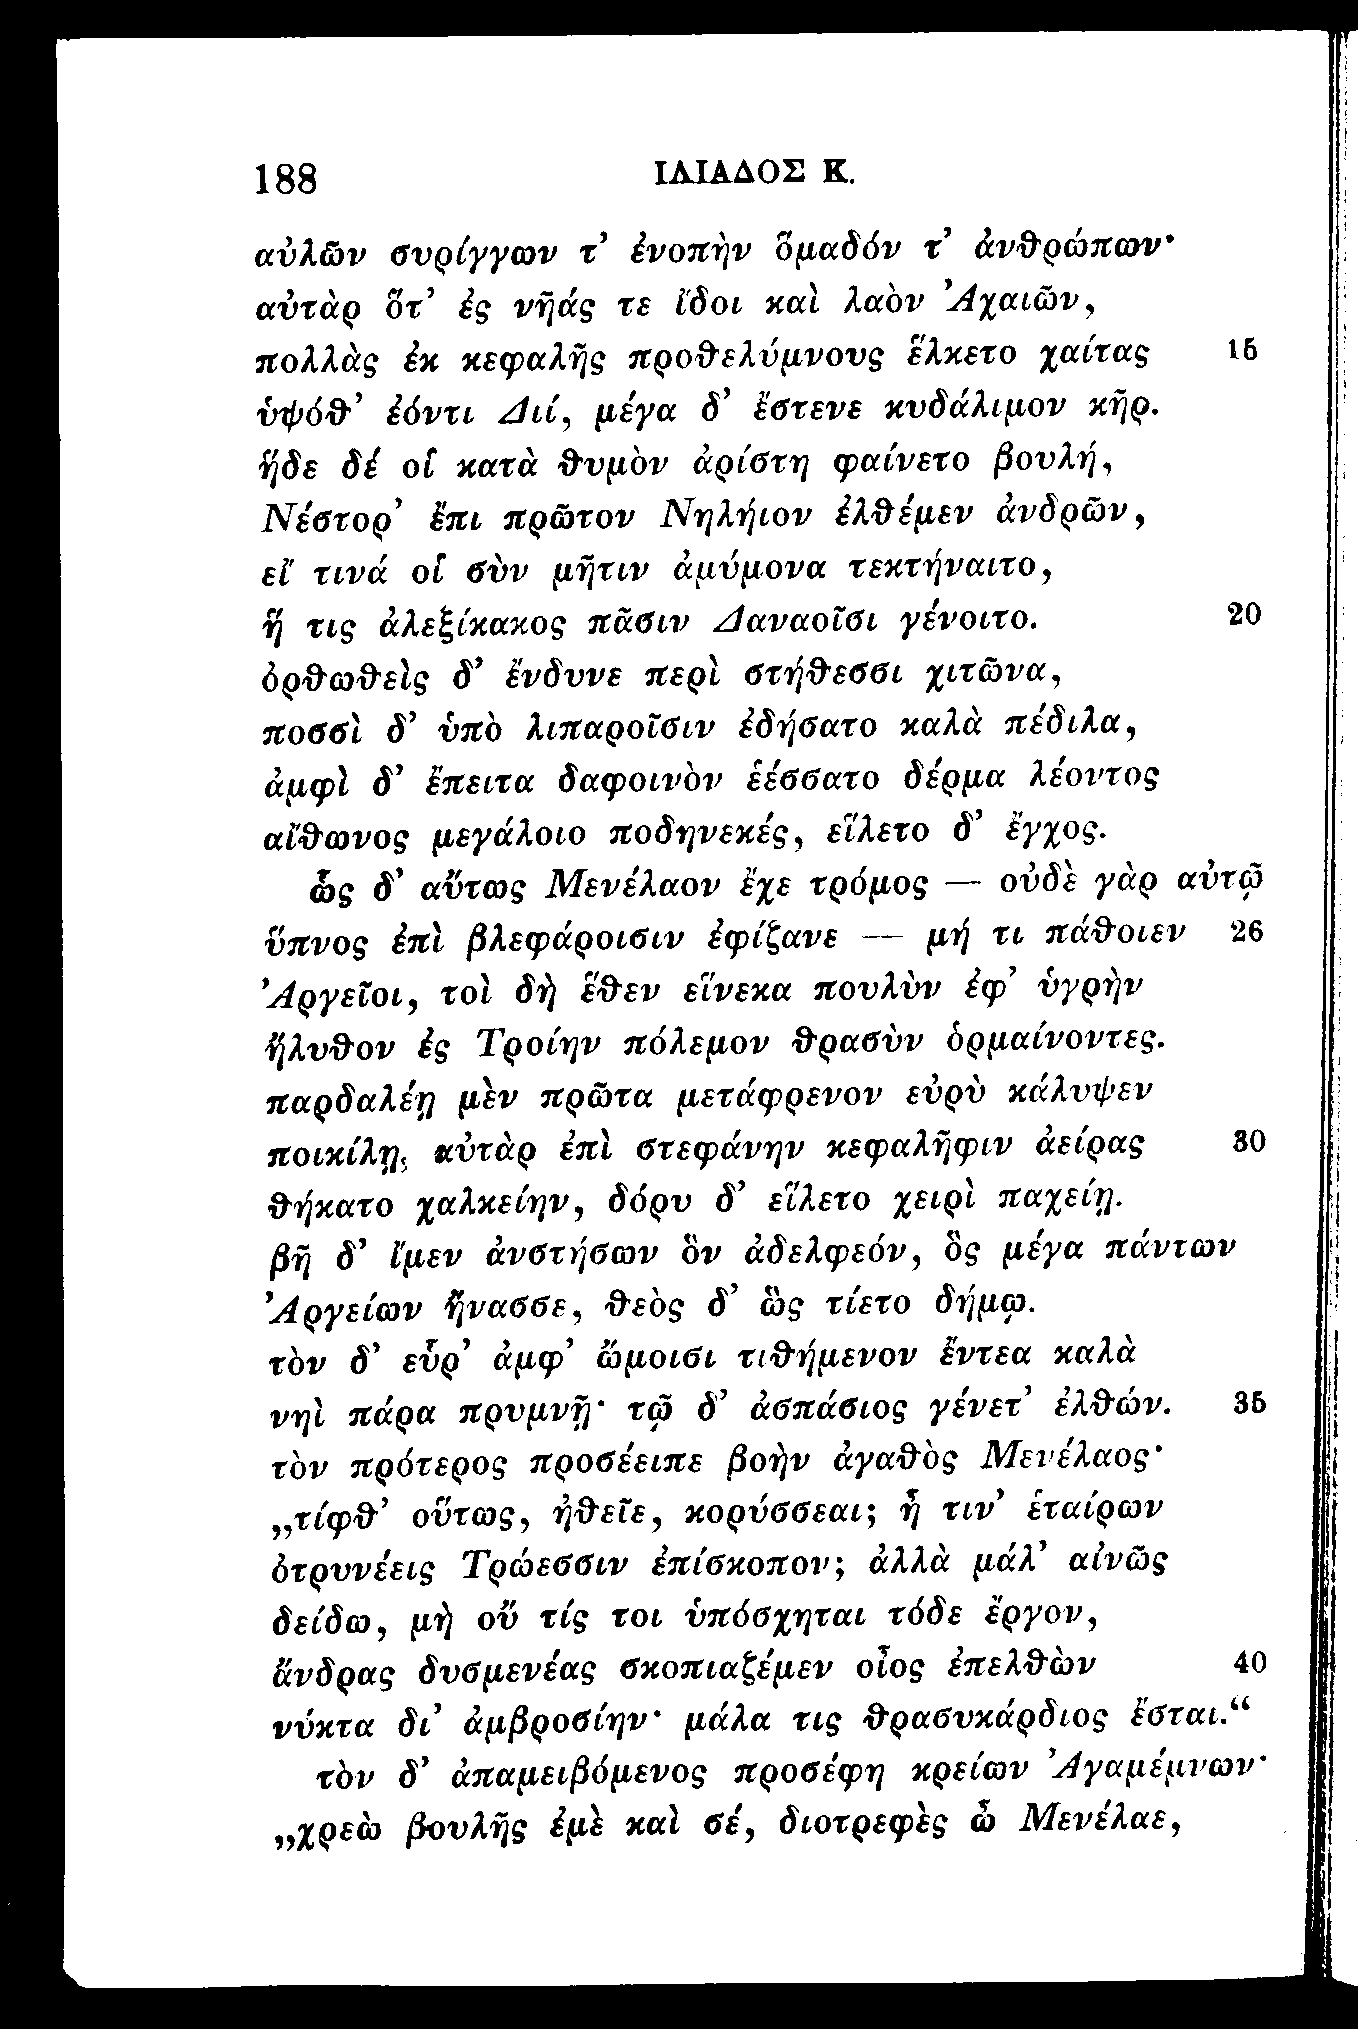 188 ΙΛΙΑΔΟΣ Κ.
αὐλῶν συρίγγων τ’ ἐνοπὴν ὅμαδόν τ’ ἀνθρώπων·
αὐτὰρ ὅτ’ ἐς νῆάς τε ἴδοι καὶ λαὸν Ἀχαιῶν,
πολλὰς ἐκ κεφαλῆς προθελύμνους ἕλκετο χαίτας 15
ὑψόθ’ ἐόντι Διί, μέγα δ’ ἔστενε κυδάλιμον κῆρ.
ἥδε δέ οἱ κατὰ θυμὸν ἀρίστη φαίνετο βουλή,
Νέστορ’ ἔπι πρῶτον Νηλήιον ἐλθέμεν ἀνδρῶν,
εἴ τινά οἱ σὺν μῆτιν ἀμύμονα τεκτήναιτο,
ἥ τις ἀλεξίκακος πᾶσιν Δαναοῖσι γένοιτο. 20
ὀρθωθεὶς δ’ ἔνδυνε περὶ στήθεσσι χιτῶνα,
ποσσὶ δ’ ὑπὸ λιπαροῖσιν ἐδήσατο καλὰ πέδιλα,
ἀμφὶ δ’ ἔπειτα δαφοινὸν ἑέσσατο δέρμα λέοντος
αἴθωνος μεγάλοιο ποδηνεκές, εἵλετο δ’ ἔγχος.
ὣς δ’ αὔτως Μενέλαον ἔχε τρόμος — οὐδὲ γὰρ αὐτῷ
ὕπνος ἐπὶ βλεφάροισιν ἐφίζανε — μή τι πάθοιεν 26
Ἀργεῖοι, τοὶ δὴ ἕθεν εἵνεκα πουλὺν ἐφ’ ὑγρὴν
ἤλυθον ἐς Τροίην πόλεμον θρασὺν ὁρμαίνοντες.
παρδαλέῃ μὲν πρῶτα μετάφρενον εὐρὺ κάλυψεν
ποικίλῃ, αὐτὰρ ἐπὶ στεφάνην κεφαλῆφιν ἀείρας 30
θήκατο χαλκείην, δόρυ δ’ εἵλετο χειρὶ παχείῃ.
βῆ δ’ ἴμεν ἀνστήσων ὃν ἀδελφεόν, ὃς μέγα πάντων
Ἀργείων ἤνασσε, θεὸς δ’ ὣς τίετο δήμῳ.
τὸν δ’ εὗρ’ ἀμφ’ ὤμοισι τιθήμενον ἔντεα καλὰ
νηὶ πάρα πρυμνῇ· τῷ δ’ ἀσπάσιος γένετ’ ἐλθών. 35
τὸν πρότερος προσέειπε βοὴν ἀγαθὸς Μενέλαος·
„τίφθ’ οὕτως, ἠθεῖε, κορύσσεαι; ἦ τιν’ ἑταίρων
ὀτρυνέεις Τρώεσσιν ἐπίσκοπον; ἀλλὰ μάλ’ αἰνῶς
δείδω, μὴ οὔ τίς τοι ὑπόσχηται τόδε ἔργον,
ἄνδρας δυσμενέας σκοπιαζέμεν οἶος ἐπελθὼν 40
νύκτα δι’ ἀμβροσίην· μάλα τις θρασυκάρδιος ἔσται.“
τὸν δ’ ἀπαμειβόμενος προσέφη κρείων Ἀγαμέμνων·
„χρεὼ βουλῆς ἐμὲ καὶ σέ, διοτρεφὲς ὦ Μενέλαε,